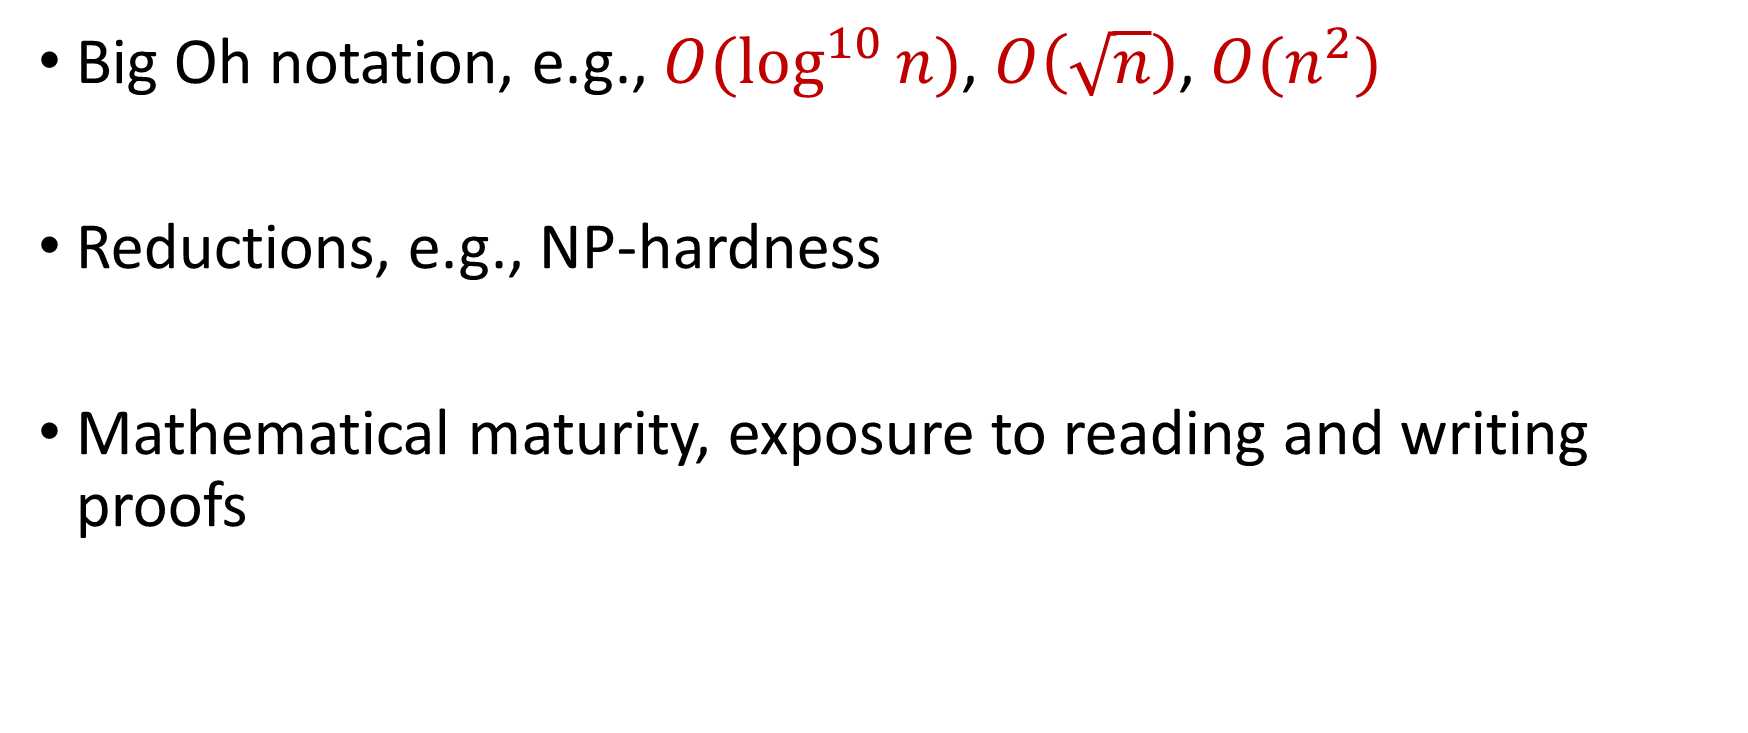 • Big Oh notation, e.g., O(log¹⁰ n), O(√n), O(n²)
• Reductions, e.g., NP-hardness
• Mathematical maturity, exposure to reading and writing
proofs